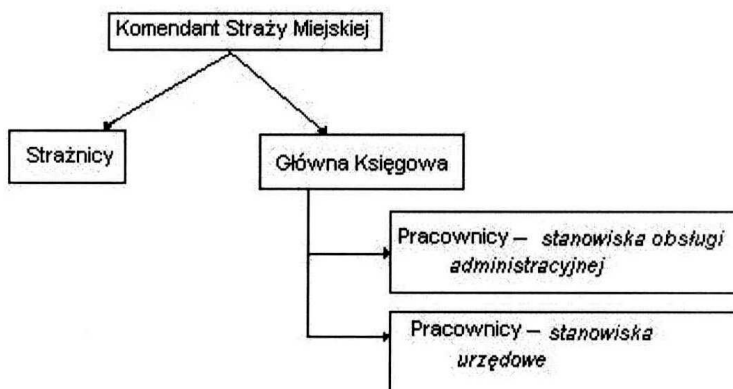 Komendant Straży Miejskiej
Strażnicy
Główna Księgowa
Pracownicy – stanowiska obsługi
administracyjnej
Pracownicy – stanowiska
urzędowe